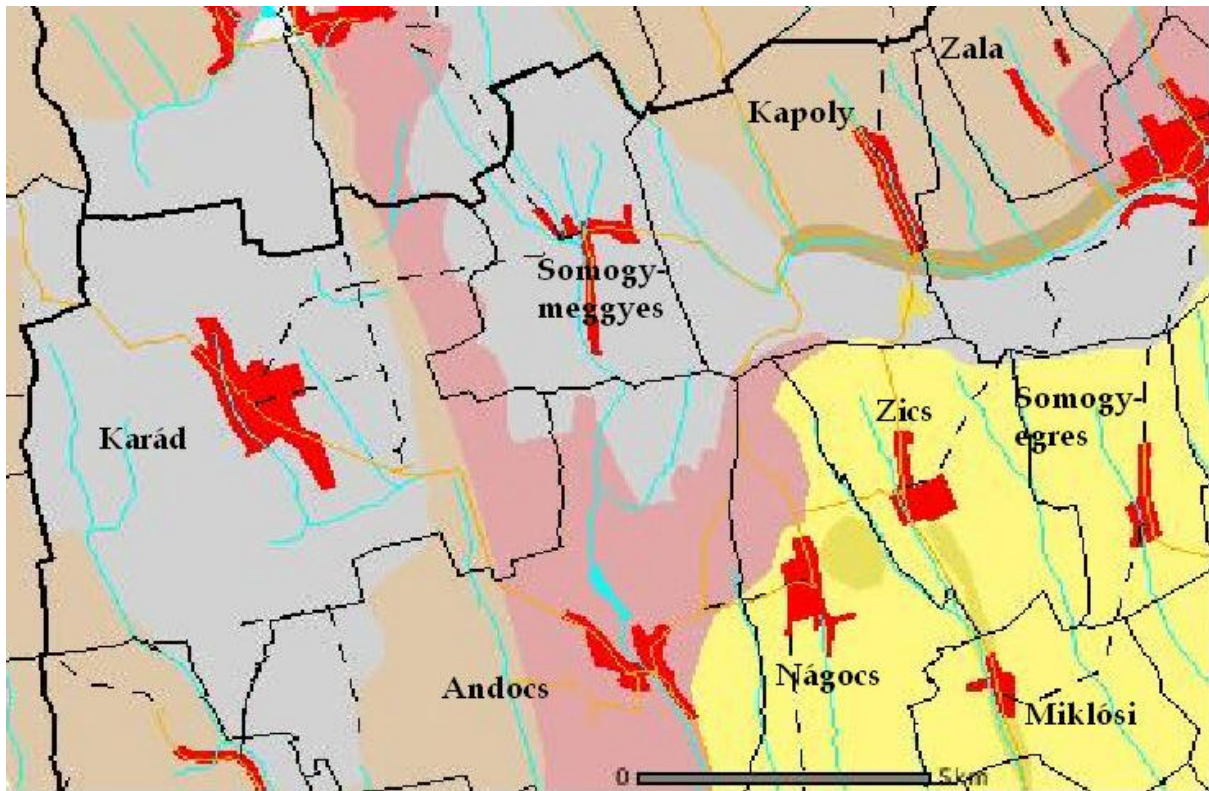 Zala
Kapoly
Somogy-
meggyes
Zics
Somogy-
egres
Karád
Andocs
Nágocs
Miklósi
0 5km